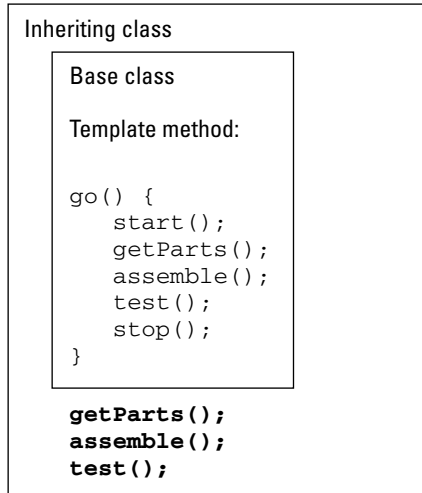 Inheriting class
Base class
Template method:
go() {
start();
getParts();
assemble();
test();
stop();
}
getParts();
assemble();
test();